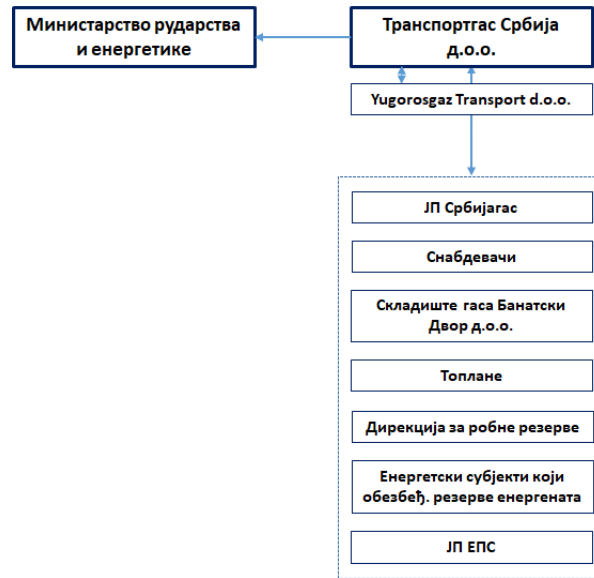 Министарство рударства
и енергетике
Транспортгас Србија
д.о.о.
Yugorosgaz Transport d.o.o.
ЈП Србијагас
Снабдевачи
Складиште гаса Банатски
Двор д.о.о.
Топлане
Дирекција за робне резерве
Енергетски субјекти који
обезбеђ. резерве енергената
ЈП ЕПС